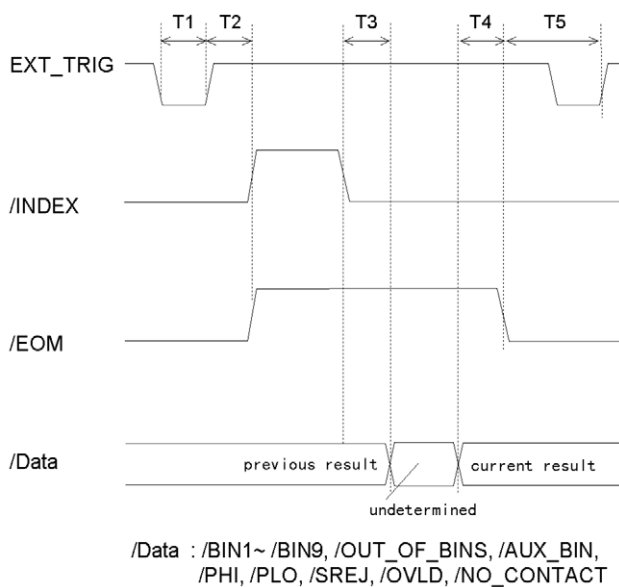 T1 T2 T3 T4 T5
EXT_TRIG
/INDEX
/EOM
/Data previous result current result
undetermined
/Data : /BIN1~ /BIN9, /OUT_OF_BINS, /AUX_BIN,
/PHI, /PLO, /SREJ, /OVLD, /NO_CONTACT